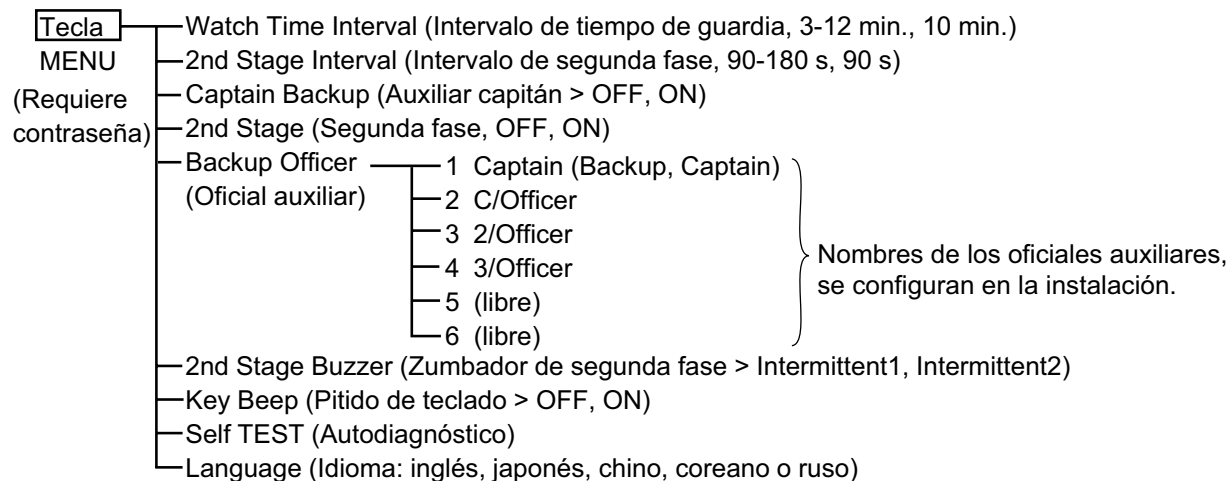 Tecla
MENU
(Requiere
contraseña)
Watch Time Interval (Intervalo de tiempo de guardia, 3-12 min., 10 min.)
2nd Stage Interval (Intervalo de segunda fase, 90-180 s, 90 s)
Captain Backup (Auxiliar capitán > OFF, ON)
2nd Stage (Segunda fase, OFF, ON)
Backup Officer
(Oficial auxiliar)
1 Captain (Backup, Captain)
2 C/Officer
3 2/Officer
4 3/Officer
5 (libre)
6 (libre)
Nombres de los oficiales auxiliares,
se configuran en la instalación.
2nd Stage Buzzer (Zumbador de segunda fase > Intermittent1, Intermittent2)
Key Beep (Pitido de teclado > OFF, ON)
Self TEST (Autodiagnóstico)
Language (Idioma: inglés, japonés, chino, coreano o ruso)